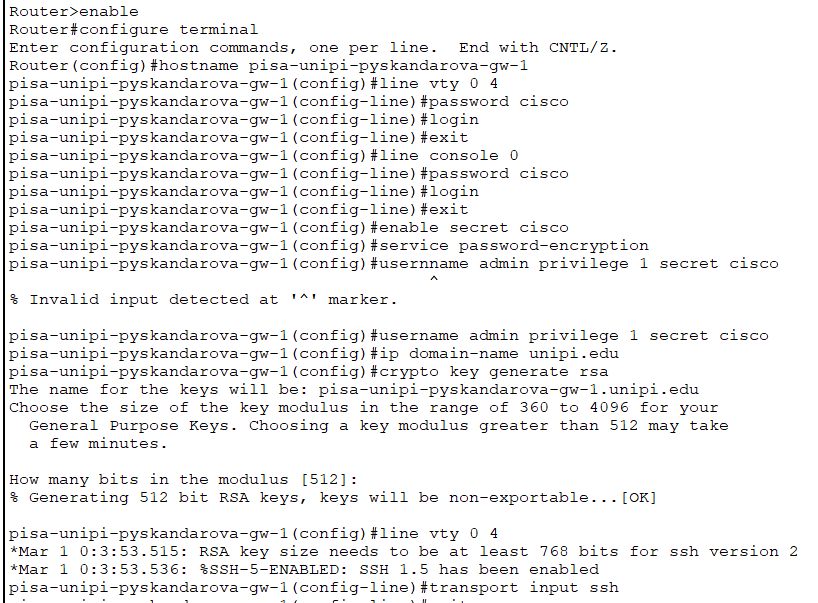 Router>enable
Router#configure terminal
Enter configuration commands, one per line.  End with CNTL/Z.
Router(config)#hostname pisa-unipi-pyskandarova-gw-1
pisa-unipi-pyskandarova-gw-1(config)#line vty 0 4
pisa-unipi-pyskandarova-gw-1(config-line)#password cisco
pisa-unipi-pyskandarova-gw-1(config-line)#login
pisa-unipi-pyskandarova-gw-1(config-line)#exit
pisa-unipi-pyskandarova-gw-1(config)#line console 0
pisa-unipi-pyskandarova-gw-1(config-line)#password cisco
pisa-unipi-pyskandarova-gw-1(config-line)#login
pisa-unipi-pyskandarova-gw-1(config-line)#exit
pisa-unipi-pyskandarova-gw-1(config)#enable secret cisco
pisa-unipi-pyskandarova-gw-1(config)#service password-encryption
pisa-unipi-pyskandarova-gw-1(config)#usernname admin privilege 1 secret cisco
^
% Invalid input detected at '^' marker.
pisa-unipi-pyskandarova-gw-1(config)#username admin privilege 1 secret cisco
pisa-unipi-pyskandarova-gw-1(config)#ip domain-name unipi.edu
pisa-unipi-pyskandarova-gw-1(config)#crypto key generate rsa
The name for the keys will be: pisa-unipi-pyskandarova-gw-1.unipi.edu
Choose the size of the key modulus in the range of 360 to 4096 for your
General Purpose Keys. Choosing a key modulus greater than 512 may take
a few minutes.
How many bits in the modulus [512]:
% Generating 512 bit RSA keys, keys will be non-exportable...[OK]
pisa-unipi-pyskandarova-gw-1(config)#line vty 0 4
*Mar 1 0:3:53.515: RSA key size needs to be at least 768 bits for ssh version 2
*Mar 1 0:3:53.536: %SSH-5-ENABLED: SSH 1.5 has been enabled
pisa-unipi-pyskandarova-gw-1(config-line)#transport input ssh